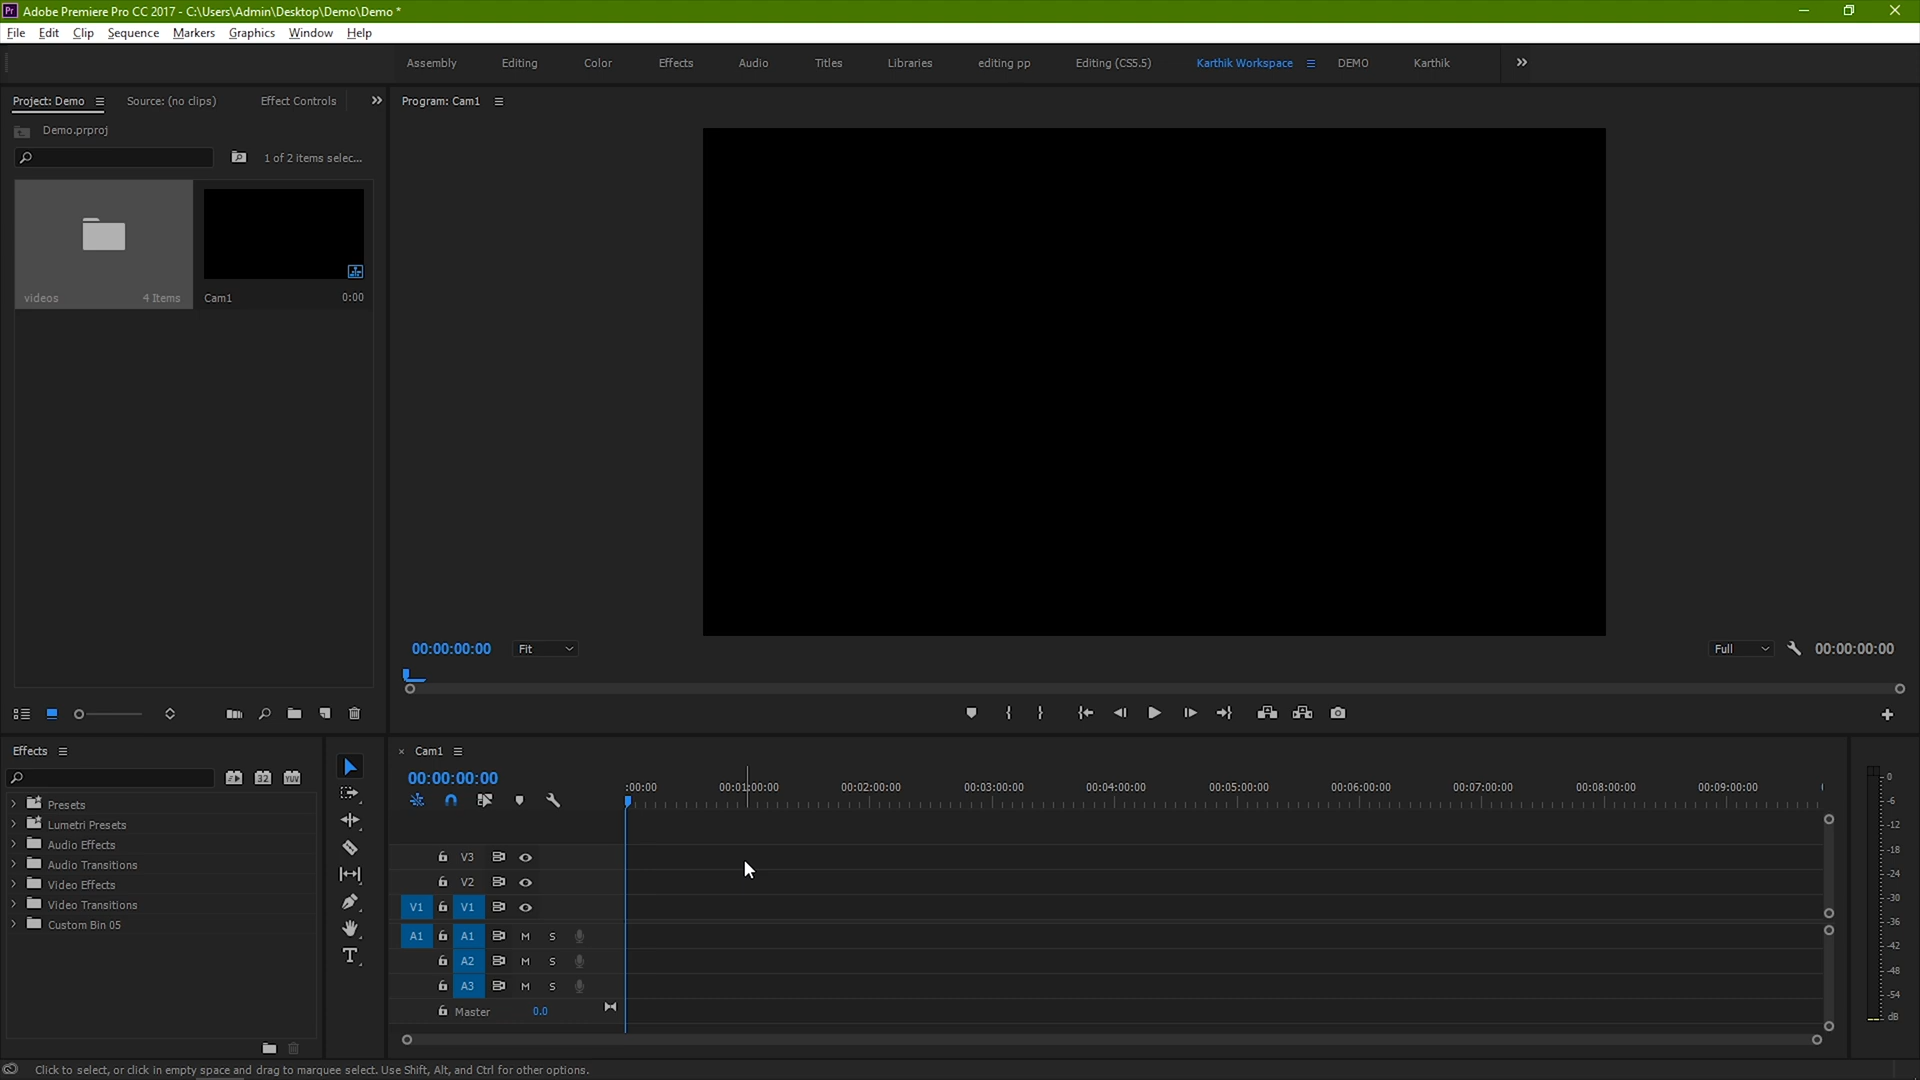 Pr Adobe Premiere Pro CC 2017 - C:\Users\Admin\Desktop\Demo\Demo *
File Edit Clip Sequence Markers Graphics Window Help
Assembly Editing Color Effects Audio Titles Libraries editing pp Editing (CS5.5) Karthik Workspace DEMO Karthik
Project: Demo Source: (no clips) Effect Controls
Program: Cam1
Demo.prproj
1 of 2 items selec...
videos 4 Items Cam1 0:00
00:00:00:00 Fit Full 00:00:00:00
Effects
32 YUV
Presets
Lumetri Presets
Audio Effects
Audio Transitions
Video Effects
Video Transitions
Custom Bin 05
T
Cam1
00:00:00:00
:00:00 00:01:00:00 00:02:00:00 00:03:00:00 00:04:00:00 00:05:00:00 00:06:00:00 00:07:00:00 00:08:00:00 00:09:00:00
V3
V2
V1 V1
A1 A1 M S
A2 M S
A3 M S
Master 0.0
0
-6
-12
-18
-24
-30
-36
-42
-48
-54
dB
Click to select, or click in empty space and drag to marquee select. Use Shift, Alt, and Ctrl for other options.